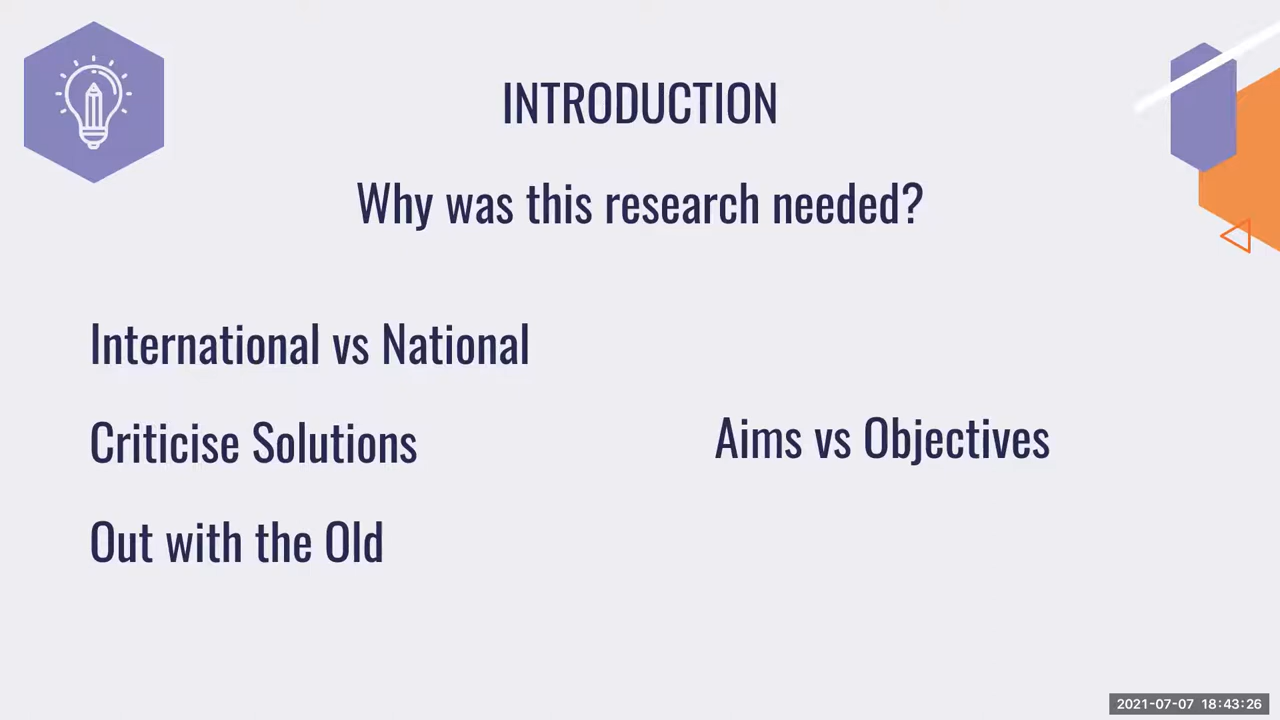 INTRODUCTION
Why was this research needed?
International vs National
Criticise Solutions
Out with the Old
Aims vs Objectives
2021-07-07 18:43:26